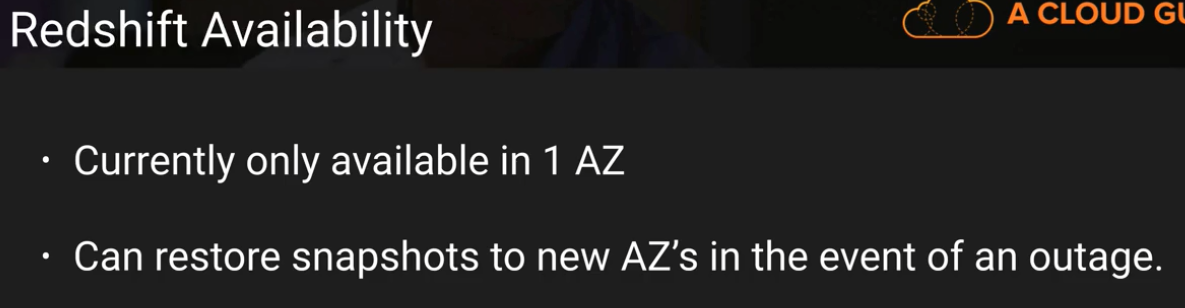 Redshift Availability
A CLOUD GU
· Currently only available in 1 AZ
· Can restore snapshots to new AZ’s in the event of an outage.